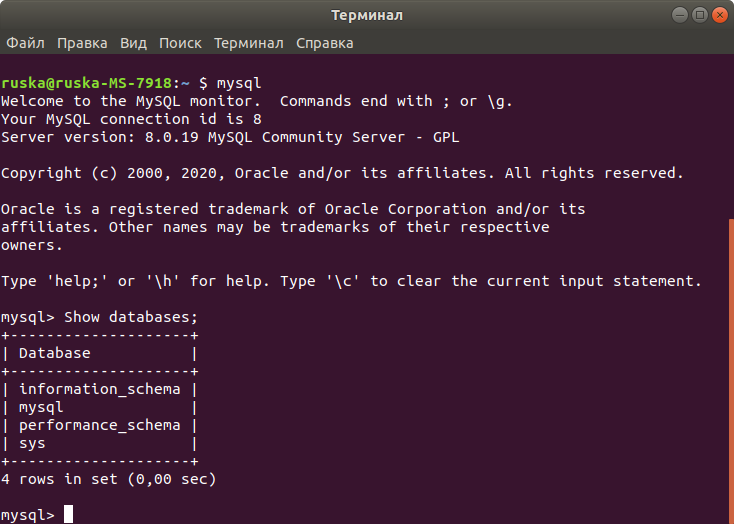 Терминал
Файл Правка Вид Поиск Терминал Справка
ruska@ruska-MS-7918:~ $ mysql
Welcome to the MySQL monitor.  Commands end with ; or \g.
Your MySQL connection id is 8
Server version: 8.0.19 MySQL Community Server - GPL
Copyright (c) 2000, 2020, Oracle and/or its affiliates. All rights reserved.
Oracle is a registered trademark of Oracle Corporation and/or its
affiliates. Other names may be trademarks of their respective
owners.
Type 'help;' or '\h' for help. Type '\c' to clear the current input statement.
mysql> Show databases;
+--------------------+
| Database           |
+--------------------+
| information_schema |
| mysql              |
| performance_schema |
| sys                |
+--------------------+
4 rows in set (0,00 sec)
mysql>